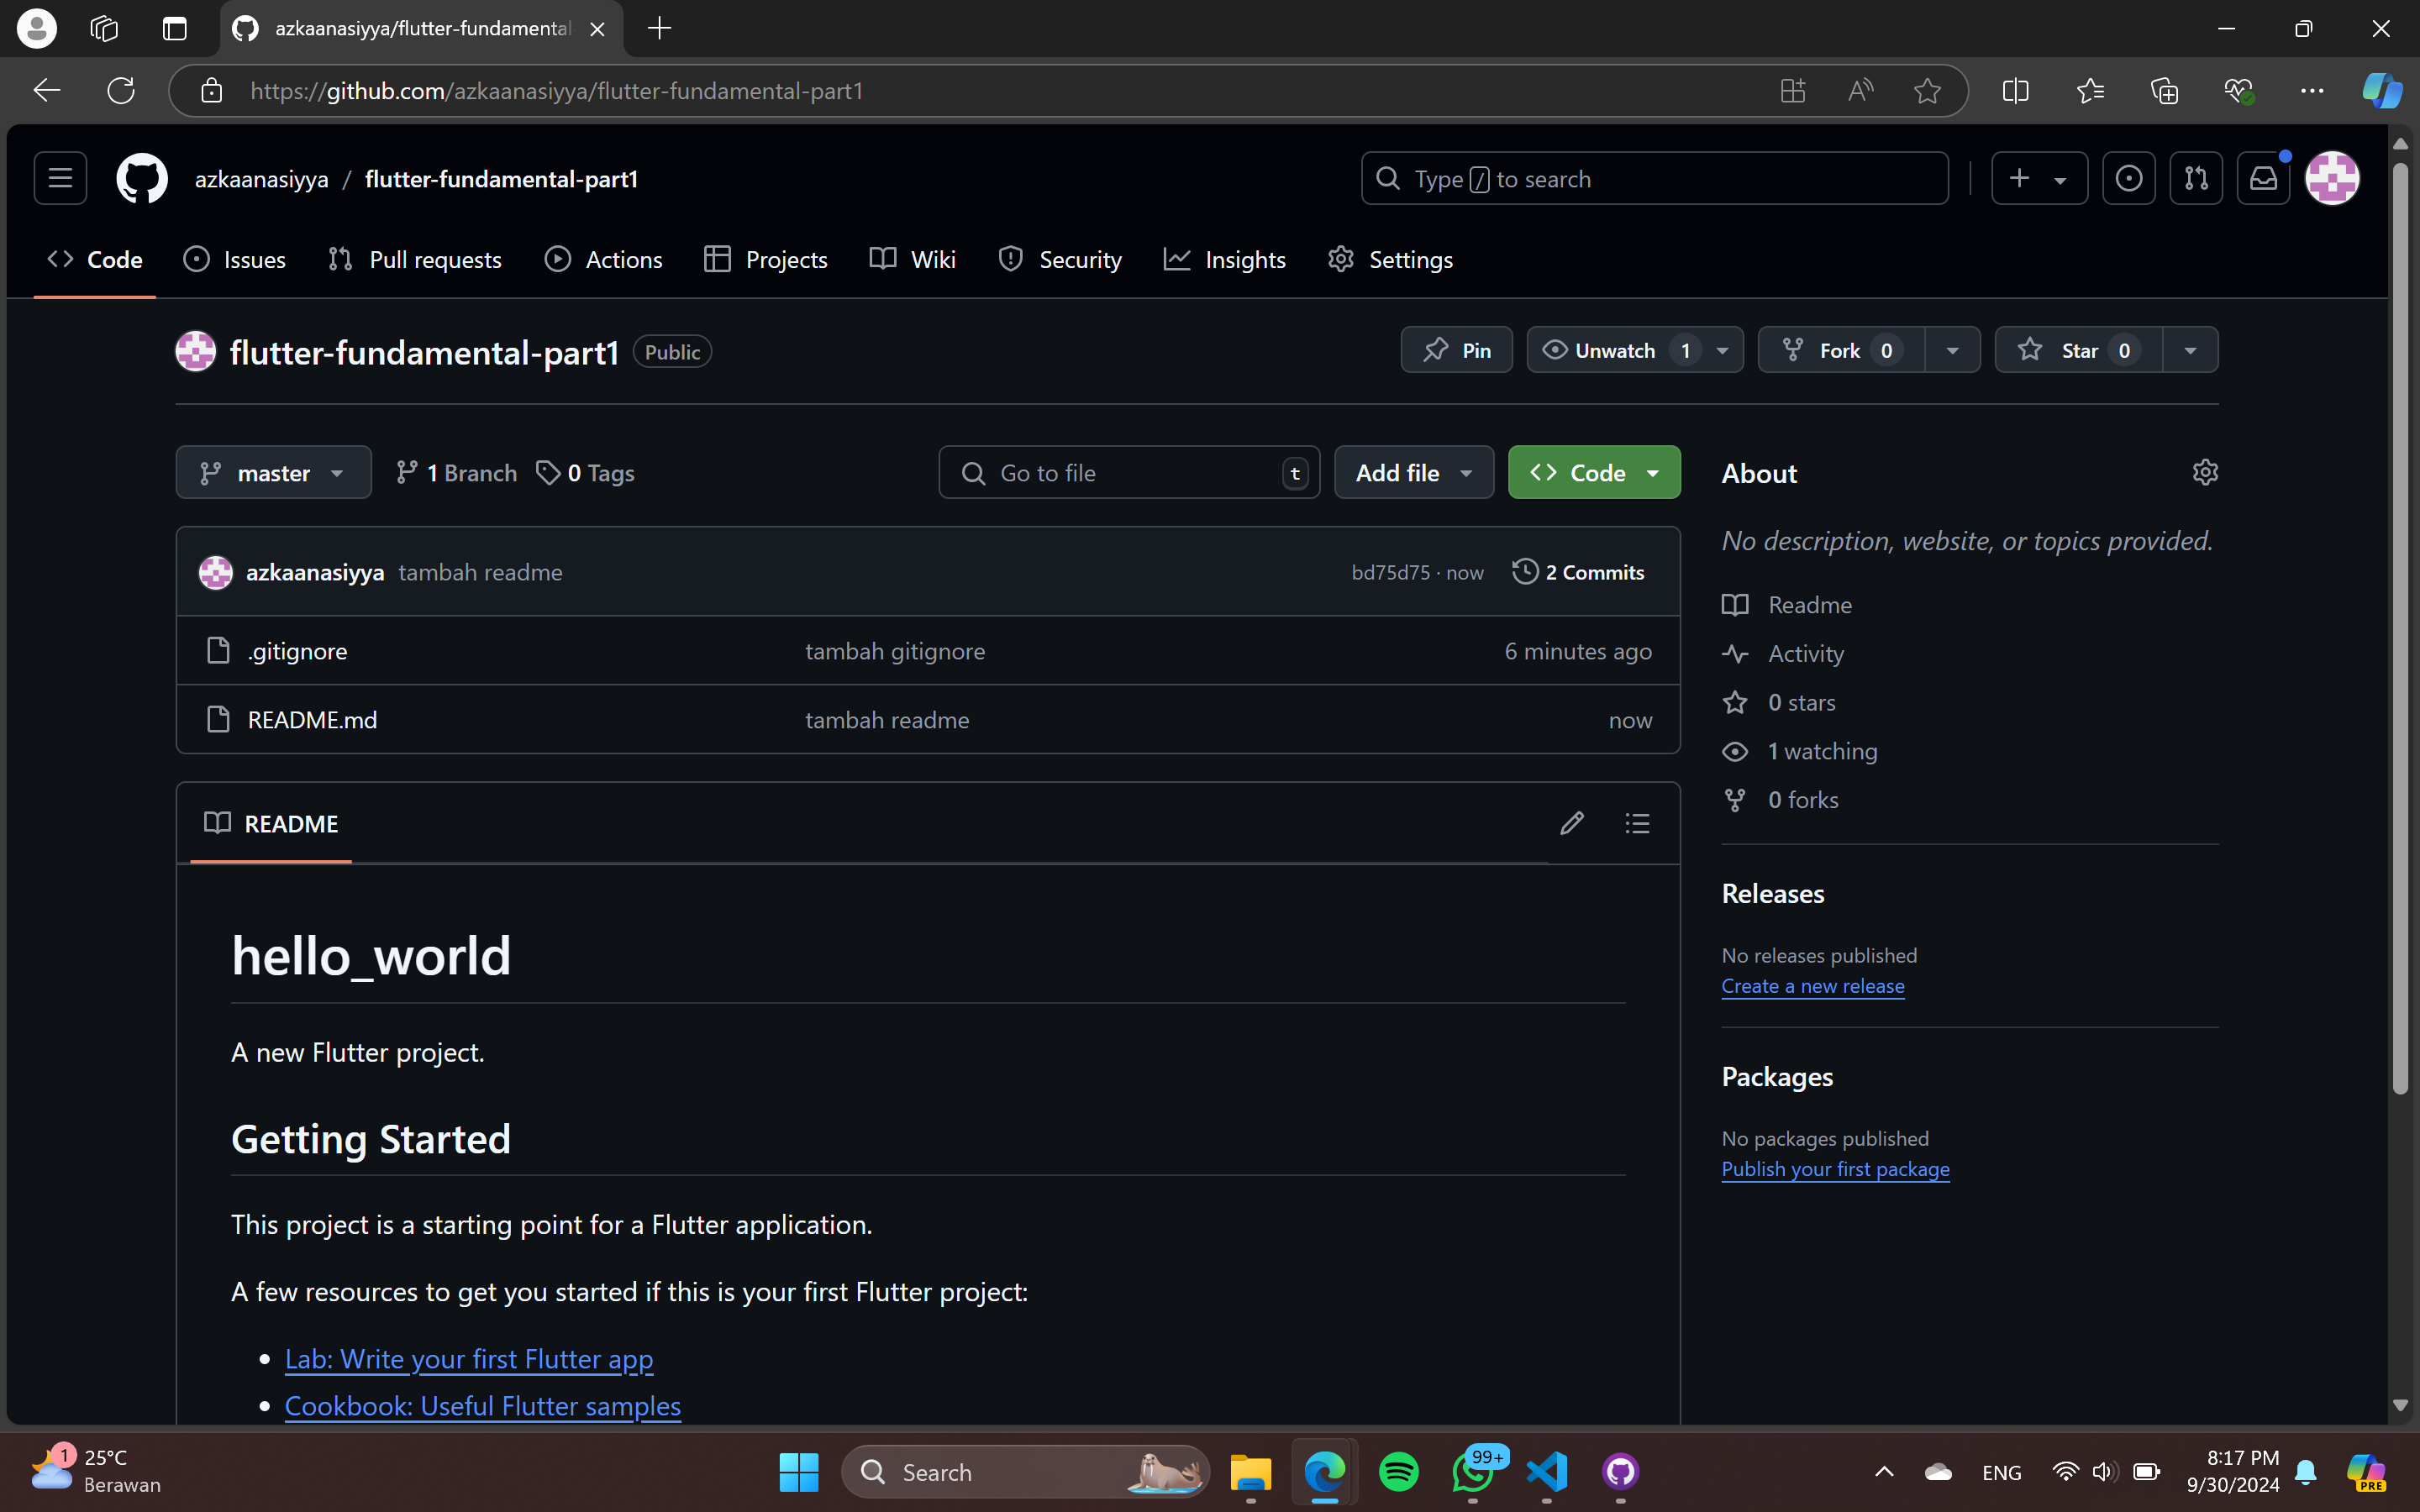 azkaanasiyya/flutter-fundamental
https://github.com/azkaanasiyya/flutter-fundamental-part1
azkaanasiyya / flutter-fundamental-part1
Type / to search
Code Issues Pull requests Actions Projects Wiki Security Insights Settings
flutter-fundamental-part1 Public
Pin Unwatch 1 Fork 0 Star 0
master 1 Branch 0 Tags Go to file t Add file Code
azkaanasiyya tambah readme bd75d75 · now 2 Commits
.gitignore tambah gitignore 6 minutes ago
README.md tambah readme now
README
hello_world
A new Flutter project.
Getting Started
This project is a starting point for a Flutter application.
A few resources to get you started if this is your first Flutter project:
Lab: Write your first Flutter app
Cookbook: Useful Flutter samples
About
No description, website, or topics provided.
Readme
Activity
0 stars
1 watching
0 forks
Releases
No releases published
Create a new release
Packages
No packages published
Publish your first package
1 25°C
Berawan
Search
99+
ENG
8:17 PM
9/30/2024
PRE